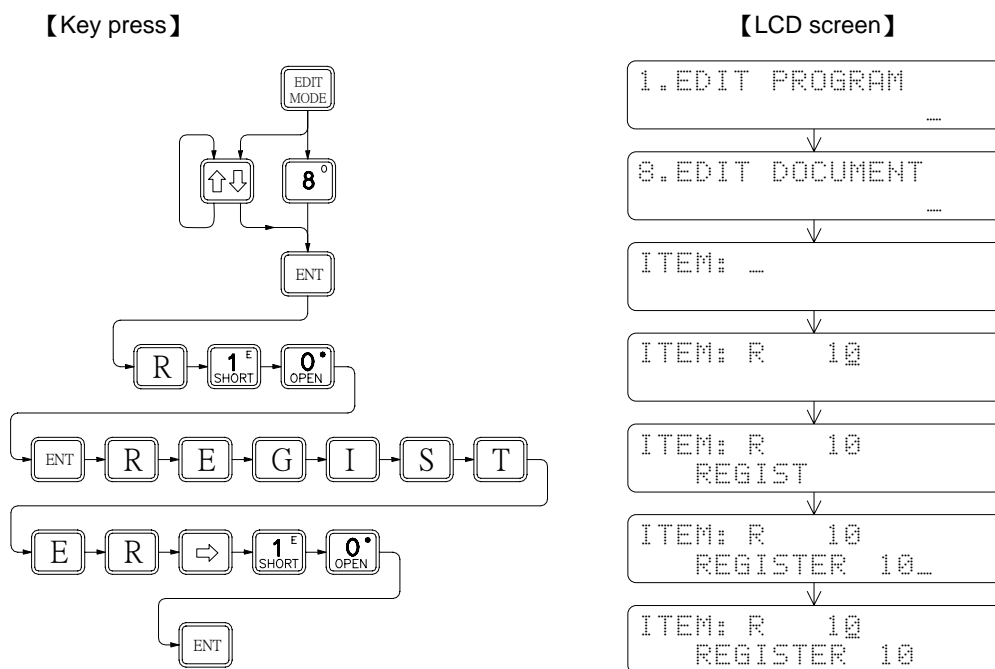 【Key press】
【LCD screen】
EDIT
MODE
8 O
ENT
R 1 E SHORT 0 • OPEN
ENT R E G I S T
E R ⇨ 1 E SHORT 0 • OPEN
ENT
1.EDIT PROGRAM
8.EDIT DOCUMENT
ITEM: _
ITEM: R 10
ITEM: R 10
REGIST
ITEM: R 10
REGISTER 10_
ITEM: R 10
REGISTER 10